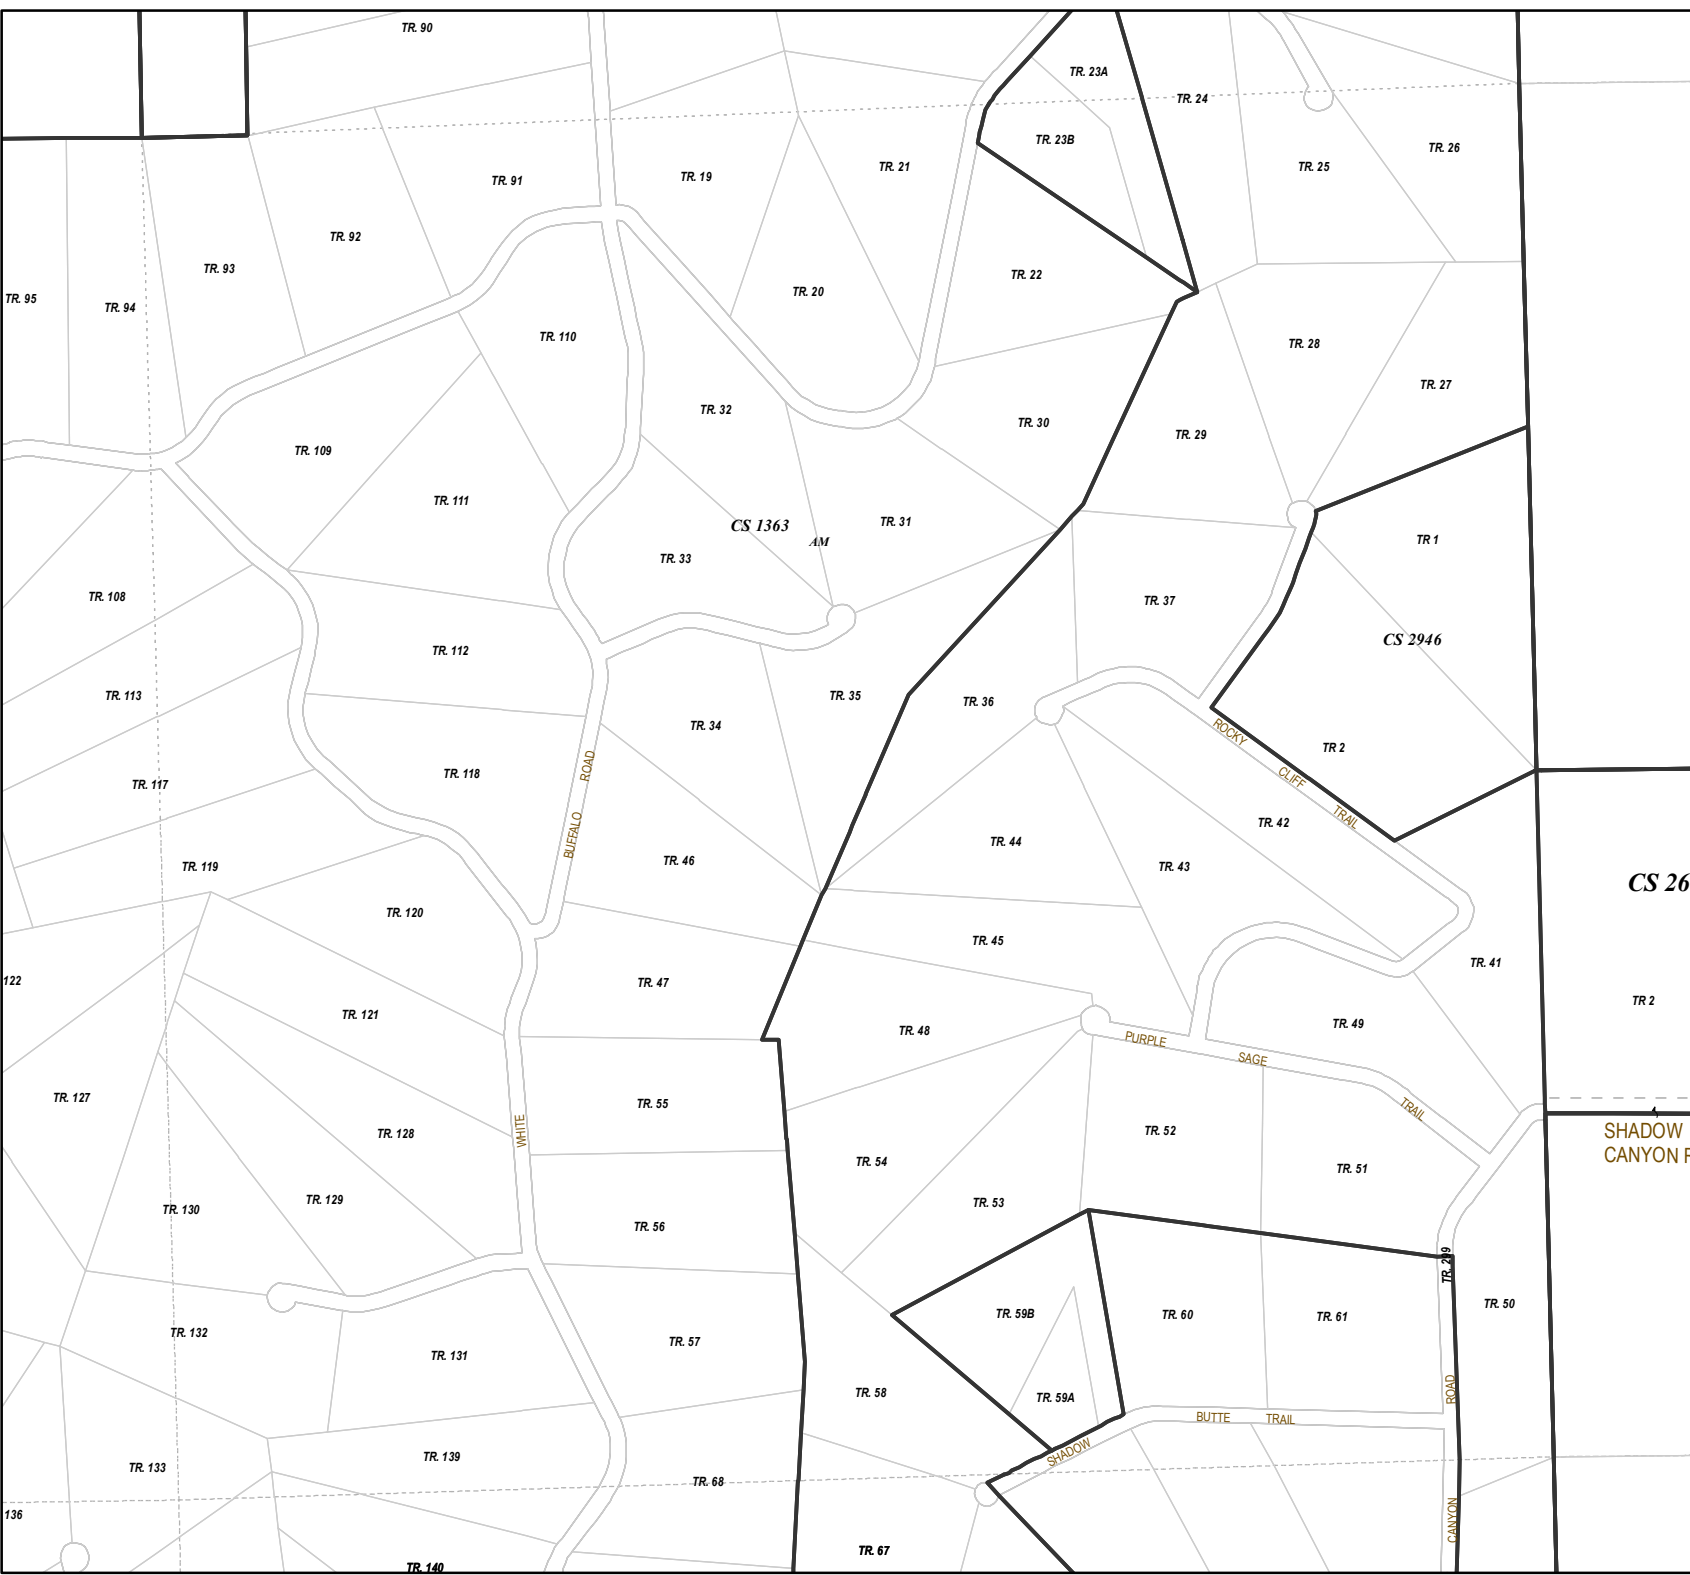 TR. 90
TR. 23A
TR. 24
TR. 23B
TR. 26
TR. 21
TR. 25
TR. 19
TR. 91
TR. 92
TR. 93
TR. 22
TR. 20
TR. 95
TR. 94
TR. 110
TR. 28
TR. 27
TR. 32
TR. 30
TR. 29
TR. 109
TR. 111
CS 1363
AM
TR. 31
TR 1
TR. 33
TR. 108
TR. 37
CS 2946
TR. 112
TR. 113
TR. 35
TR. 36
TR. 34
ROCKY CLIFF TRAIL
TR 2
BUFFALO ROAD
TR. 118
TR. 117
TR. 42
TR. 44
TR. 46
TR. 43
TR. 119
CS 26
TR. 120
TR. 45
TR. 41
122
TR. 47
TR 2
TR. 121
TR. 48
TR. 49
PURPLE SAGE TRAIL
TR. 127
TR. 55
WHITE
TR. 128
TR. 52
SHADOW
CANYON
TR. 54
TR. 51
TR. 129
TR. 53
TR. 130
TR. 56
TR. 299
TR. 50
TR. 59B
TR. 60
TR. 61
TR. 132
TR. 57
TR. 131
TR. 58
TR. 59A
SHADOW BUTTE TRAIL
CANYON ROAD
TR. 139
TR. 133
TR. 68
136
TR. 67
TR. 140